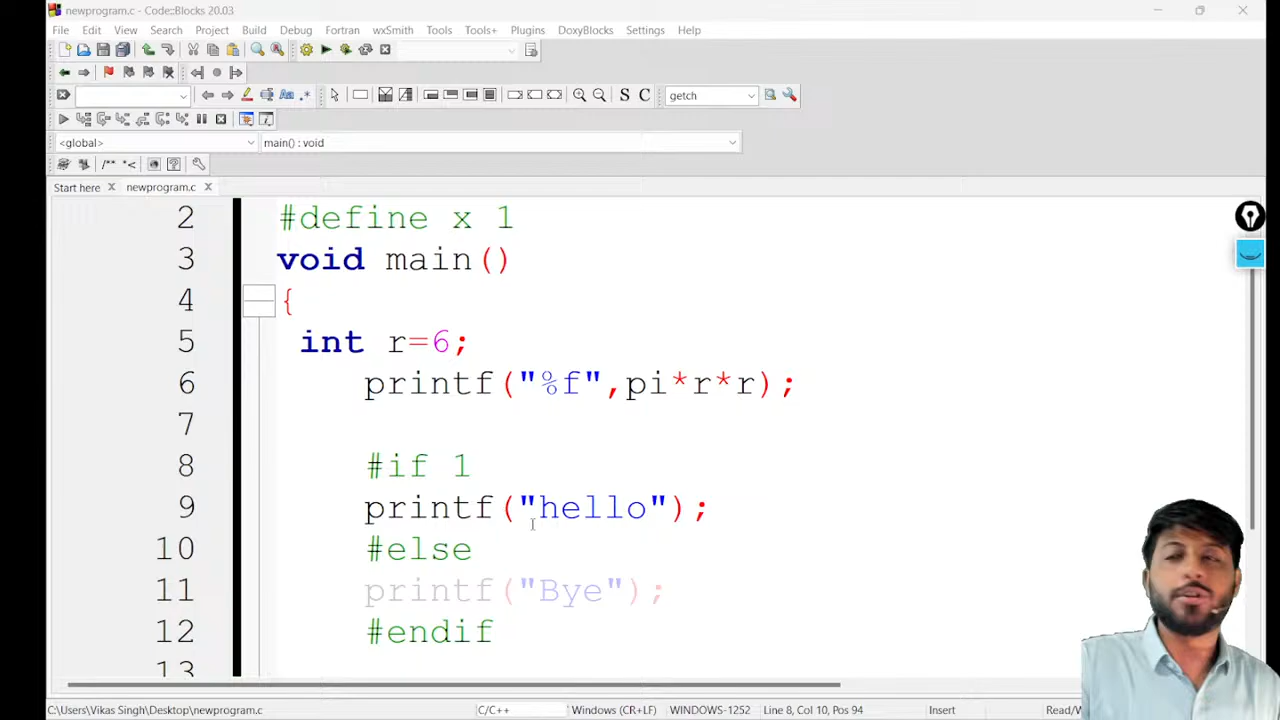 newprogram.c - Code::Blocks 20.03
File Edit View Search Project Build Debug Fortran wxSmith Tools Tools+ Plugins DoxyBlocks Settings Help
S C getch
<global> main() : void
/** *<
Start here newprogram.c
2 #define x 1
3 void main()
4 {
5 int r=6;
6 printf("%f",pi*r*r);
7
8 #if 1
9 printf("hello");
10 #else
11 printf("Bye");
12 #endif
13
C:\Users\Vikas Singh\Desktop\newprogram.c C/C++ Windows (CR+LF) WINDOWS-1252 Line 8, Col 10, Pos 94 Insert Read/W